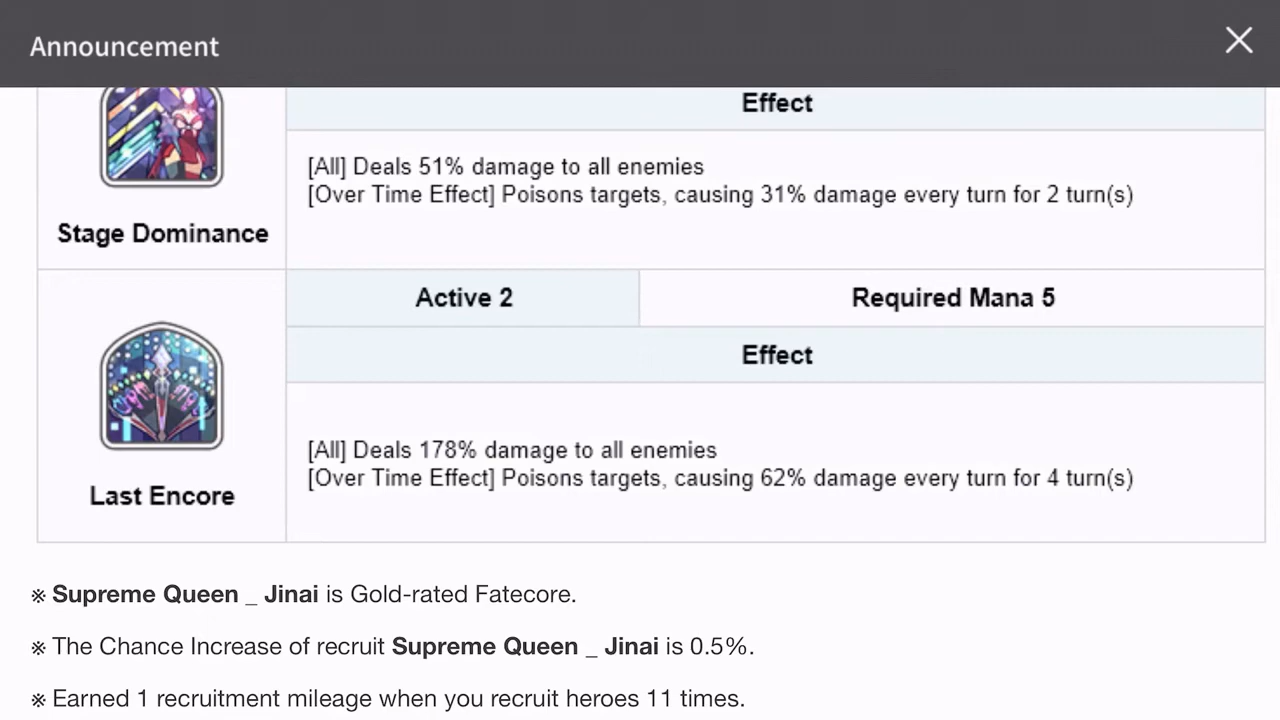 Announcement
Effect
[All] Deals 51% damage to all enemies
[Over Time Effect] Poisons targets, causing 31% damage every turn for 2 turn(s)
Stage Dominance
Active 2
Required Mana 5
Effect
[All] Deals 178% damage to all enemies
[Over Time Effect] Poisons targets, causing 62% damage every turn for 4 turn(s)
Last Encore
※ Supreme Queen _ Jinai is Gold-rated Fatecore.
※ The Chance Increase of recruit Supreme Queen _ Jinai is 0.5%.
※ Earned 1 recruitment mileage when you recruit heroes 11 times.